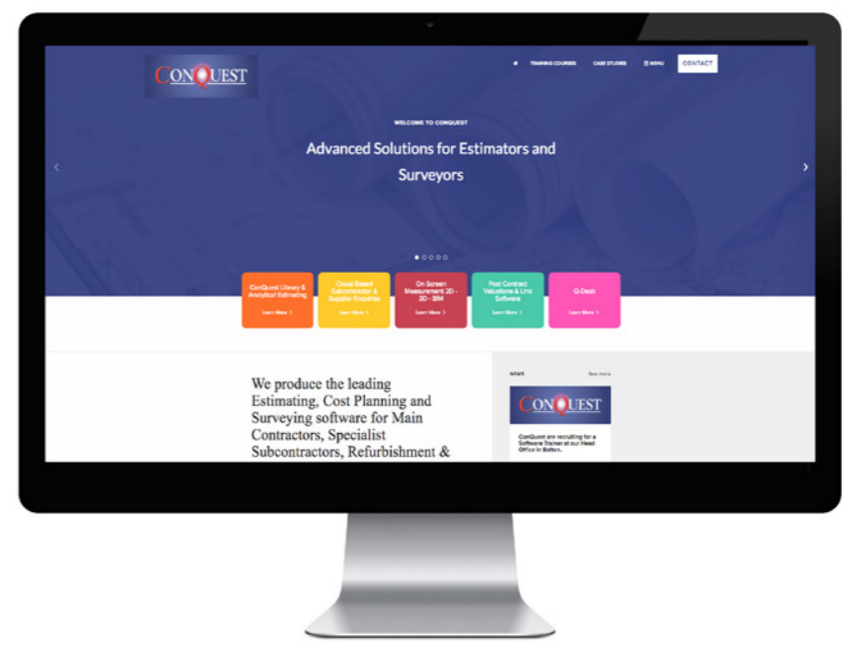 CONQUEST
TRAINING COURSES
CASE STUDIES
MENU
CONTACT
WELCOME TO CONQUEST
Advanced Solutions for Estimators and
Surveyors
ConQuest Library &
Analytical Estimating
Learn More
Cloud Based
Subcontractor &
Supplier Enquiries
Learn More
On Screen
Measurement 2D -
3D - BIM
Learn More
Post Contract
Valuations & Link
Software
Learn More
Q-Desk
Learn More
We produce the leading
Estimating, Cost Planning and
Surveying software for Main
Contractors, Specialist
Subcontractors, Refurbishment &
NEWS
See more
CONQUEST
ConQuest are recruiting for a
Software Trainer at our Head
Office in Bolton.